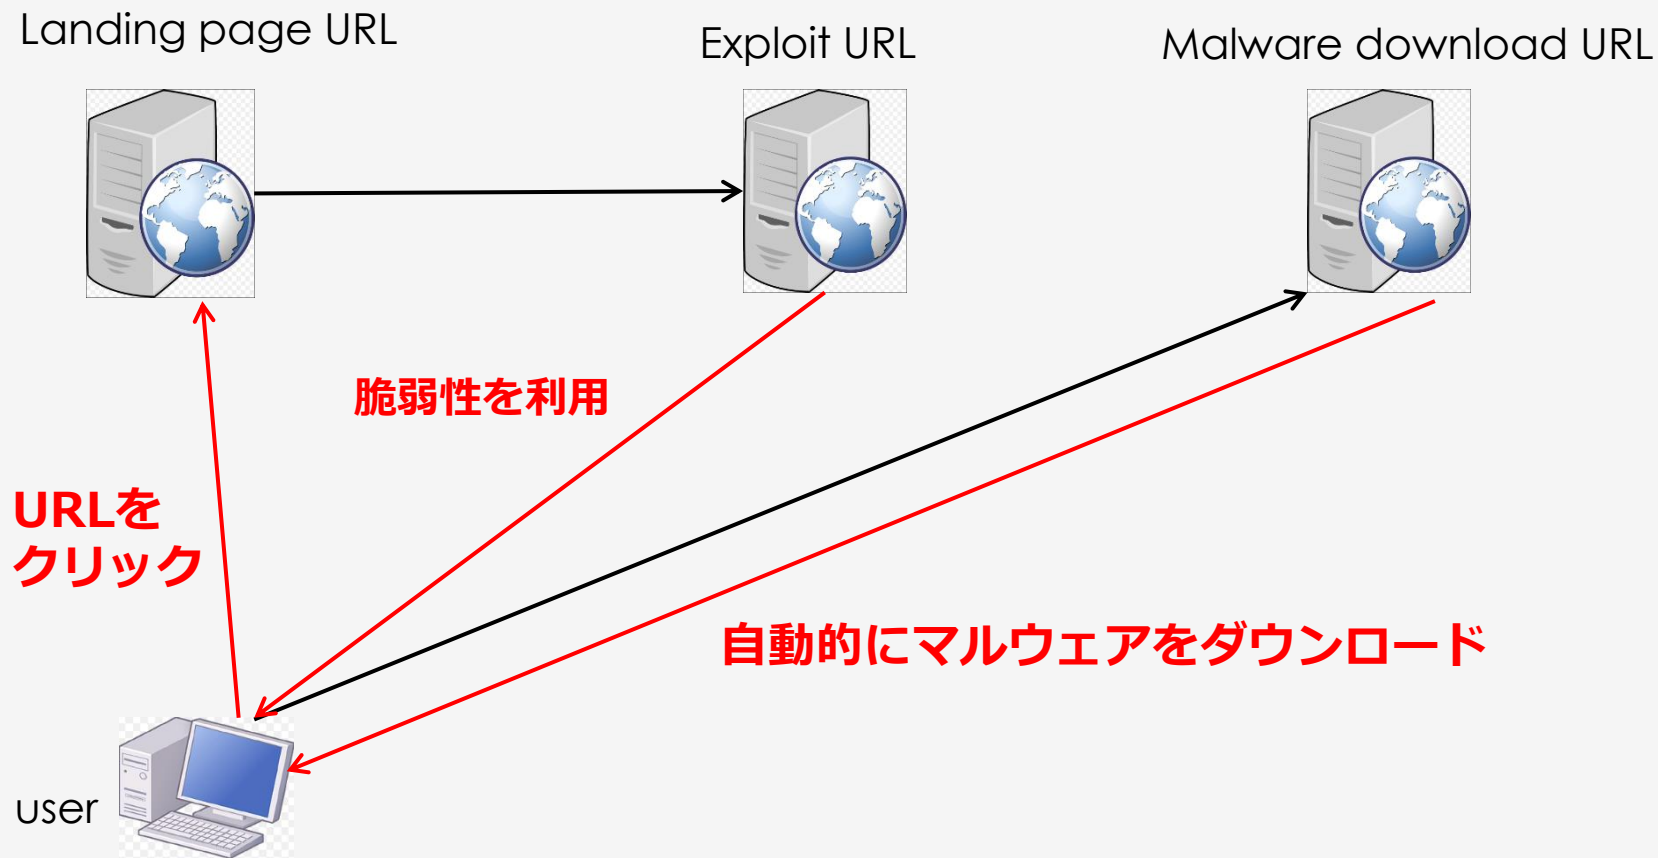 Landing page URL
Exploit URL
Malware download URL
脆弱性を利用
URLを
クリック
自動的にマルウェアをダウンロード
user